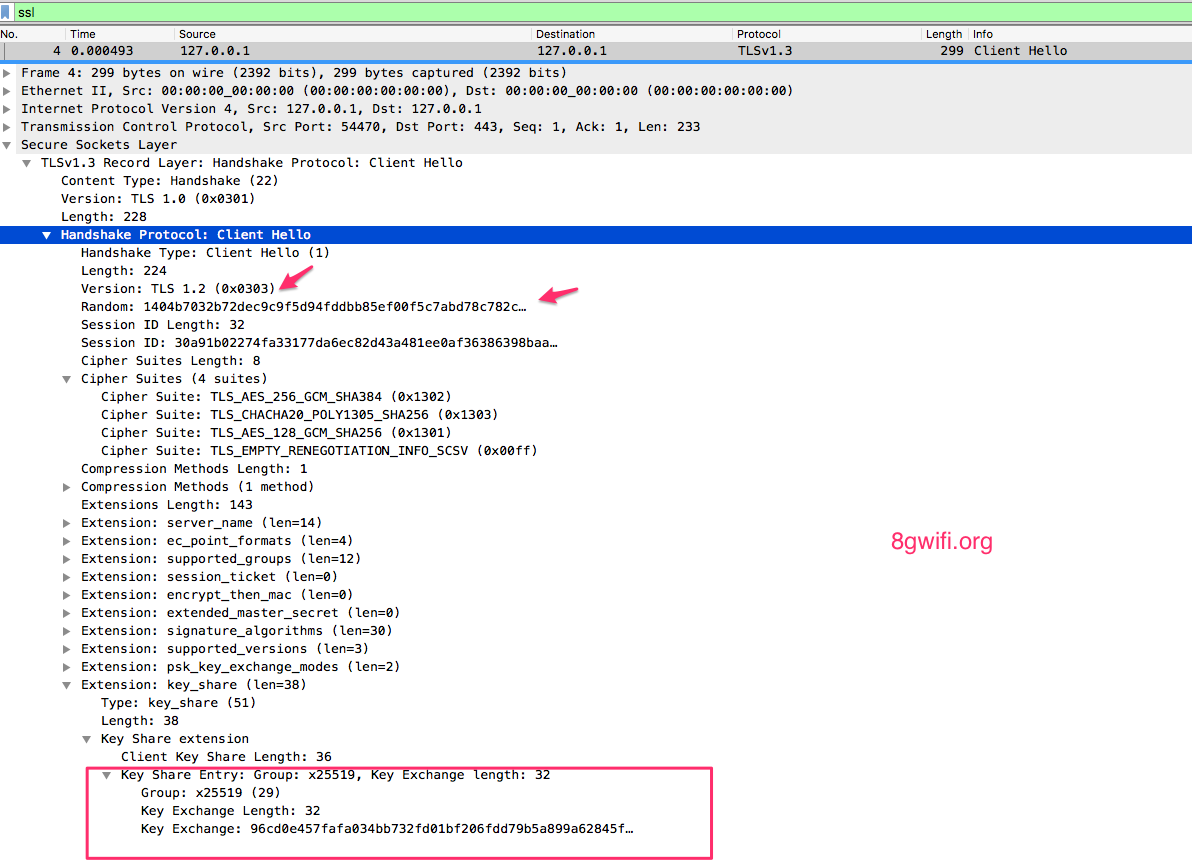 ssl
No. Time Source Destination Protocol Length Info
4 0.000493 127.0.0.1 127.0.0.1 TLSv1.3 299 Client Hello
Frame 4: 299 bytes on wire (2392 bits), 299 bytes captured (2392 bits)
Ethernet II, Src: 00:00:00_00:00:00 (00:00:00:00:00:00), Dst: 00:00:00_00:00:00 (00:00:00:00:00:00)
Internet Protocol Version 4, Src: 127.0.0.1, Dst: 127.0.0.1
Transmission Control Protocol, Src Port: 54470, Dst Port: 443, Seq: 1, Ack: 1, Len: 233
Secure Sockets Layer
TLSv1.3 Record Layer: Handshake Protocol: Client Hello
Content Type: Handshake (22)
Version: TLS 1.0 (0x0301)
Length: 228
Handshake Protocol: Client Hello
Handshake Type: Client Hello (1)
Length: 224
Version: TLS 1.2 (0x0303)
Random: 1404b7032b72dec9c9f5d94fddbb85ef00f5c7abd78c782c…
Session ID Length: 32
Session ID: 30a91b02274fa33177da6ec82d43a481ee0af36386398baa…
Cipher Suites Length: 8
Cipher Suites (4 suites)
Cipher Suite: TLS_AES_256_GCM_SHA384 (0x1302)
Cipher Suite: TLS_CHACHA20_POLY1305_SHA256 (0x1303)
Cipher Suite: TLS_AES_128_GCM_SHA256 (0x1301)
Cipher Suite: TLS_EMPTY_RENEGOTIATION_INFO_SCSV (0x00ff)
Compression Methods Length: 1
Compression Methods (1 method)
Extensions Length: 143
Extension: server_name (len=14)
Extension: ec_point_formats (len=4)
8gwifi.org
Extension: supported_groups (len=12)
Extension: session_ticket (len=0)
Extension: encrypt_then_mac (len=0)
Extension: extended_master_secret (len=0)
Extension: signature_algorithms (len=30)
Extension: supported_versions (len=3)
Extension: psk_key_exchange_modes (len=2)
Extension: key_share (len=38)
Type: key_share (51)
Length: 38
Key Share extension
Client Key Share Length: 36
Key Share Entry: Group: x25519, Key Exchange length: 32
Group: x25519 (29)
Key Exchange Length: 32
Key Exchange: 96cd0e457fafa034bb732fd01bf206fdd79b5a899a62845f…